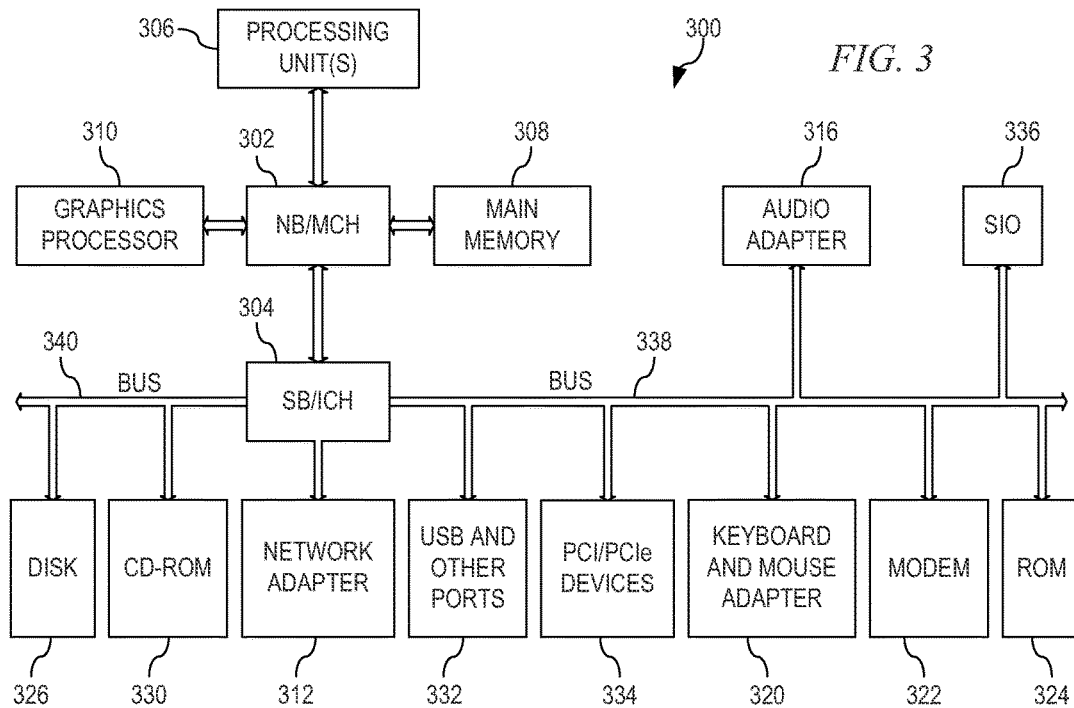 306
PROCESSING
UNIT(S)
300
FIG. 3
310
302
308
316
336
GRAPHICS
PROCESSOR
NB/MCH
MAIN
MEMORY
AUDIO
ADAPTER
SIO
304
340
338
BUS
SB/ICH
BUS
DISK
CD-ROM
NETWORK
ADAPTER
USB AND
OTHER
PORTS
PCI/PCIe
DEVICES
KEYBOARD
AND MOUSE
ADAPTER
MODEM
ROM
326
330
312
332
334
320
322
324